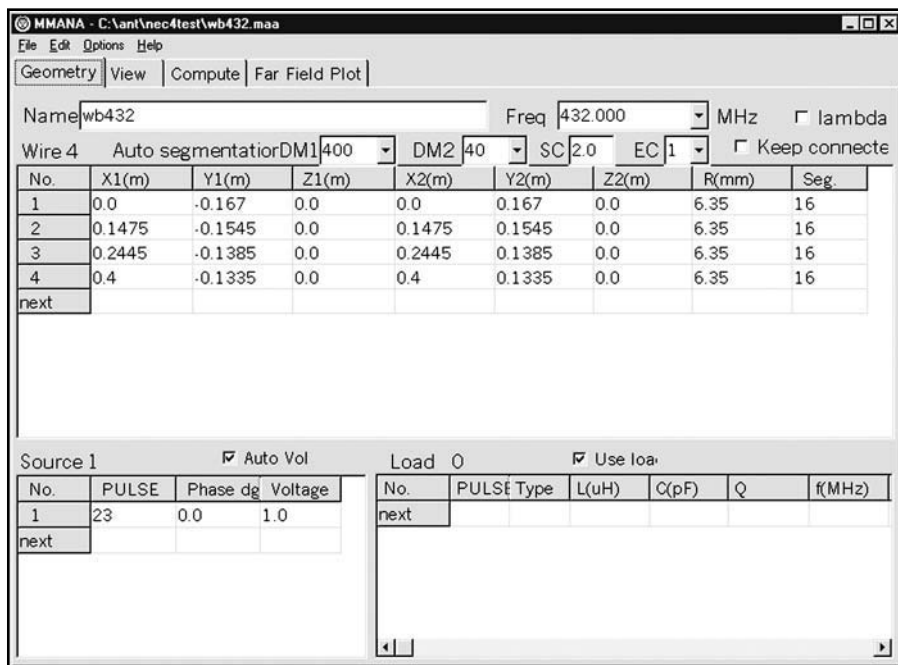 MMANA - C:\ant\nec4test\wb432.maa
File Edit Options Help
Geometry View Compute Far Field Plot
Name wb432 Freq 432.000 MHz lambda
Wire 4 Auto segmentatior DM1 400 DM2 40 SC 2.0 EC 1 Keep connecte
No. X1(m) Y1(m) Z1(m) X2(m) Y2(m) Z2(m) R(mm) Seg.
1 0.0 -0.167 0.0 0.0 0.167 0.0 6.35 16
2 0.1475 -0.1545 0.0 0.1475 0.1545 0.0 6.35 16
3 0.2445 -0.1385 0.0 0.2445 0.1385 0.0 6.35 16
4 0.4 -0.1335 0.0 0.4 0.1335 0.0 6.35 16
next
Source 1 Auto Vol
No. PULSE Phase dg Voltage
1 23 0.0 1.0
next
Load 0 Use loa
No. PULSE Type L(uH) C(pF) Q f(MHz)
next